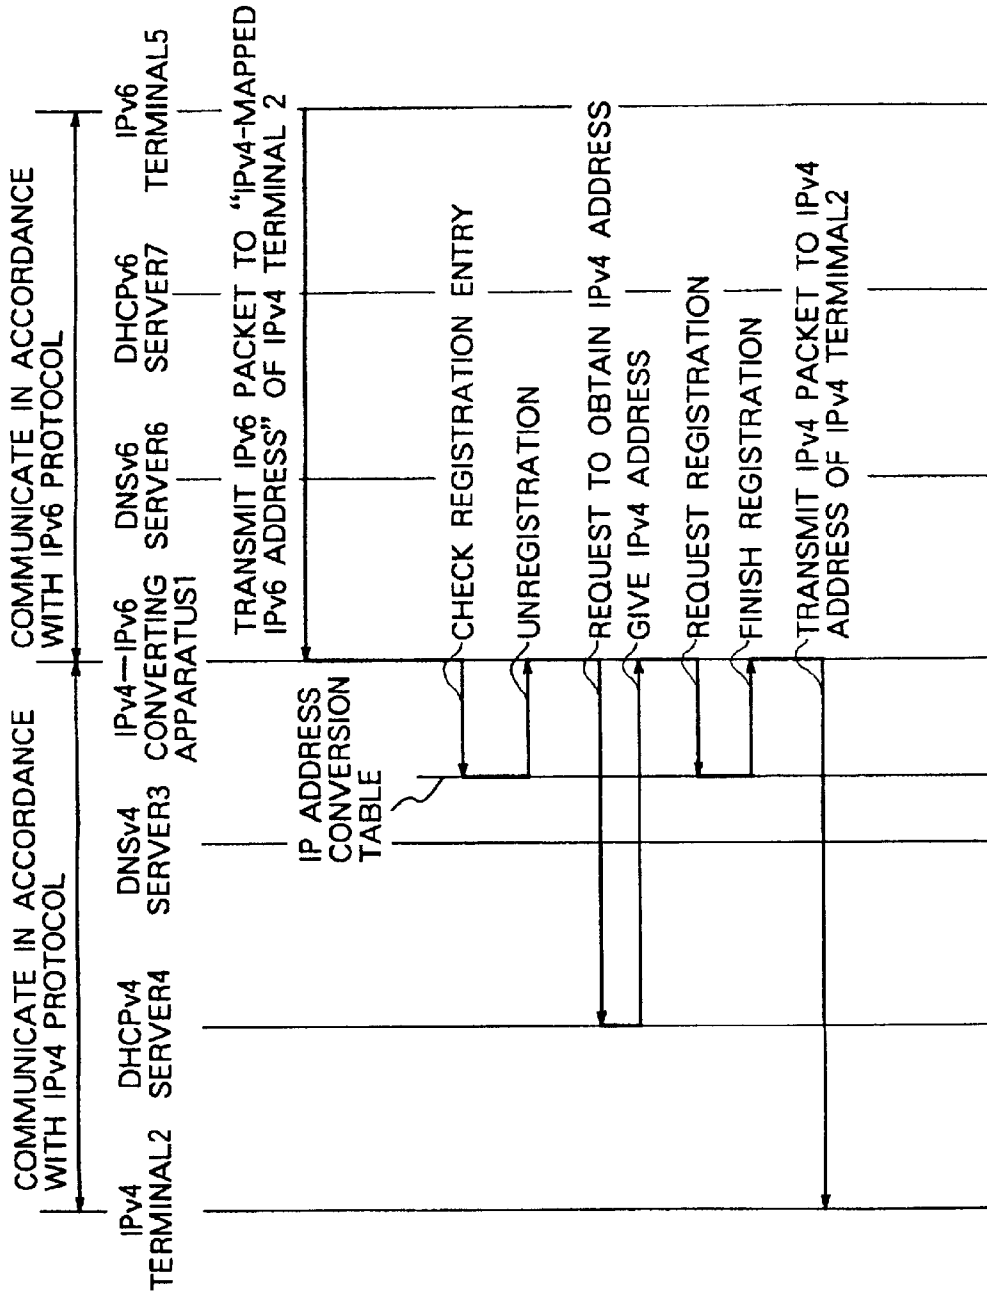 COMMUNICATE IN ACCORDANCE
WITH IPv4 PROTOCOL
COMMUNICATE IN ACCORDANCE
WITH IPv6 PROTOCOL
IPv4
TERMINAL2
DHCPv4
SERVER4
DNSv4
SERVER3
IPv4—IPv6
CONVERTING
APPARATUS1
DNSv6
SERVER6
DHCPv6
SERVER7
IPv6
TERMINAL5
TRANSMIT IPv6 PACKET TO "IPv4-MAPPED
IPv6 ADDRESS" OF IPv4 TERMINAL 2
IP ADDRESS
CONVERSION
TABLE
CHECK REGISTRATION ENTRY
UNREGISTRATION
REQUEST TO OBTAIN IPv4 ADDRESS
GIVE IPv4 ADDRESS
REQUEST REGISTRATION
FINISH REGISTRATION
TRANSMIT IPv4 PACKET TO IPv4
ADDRESS OF IPv4 TERMIMAL2